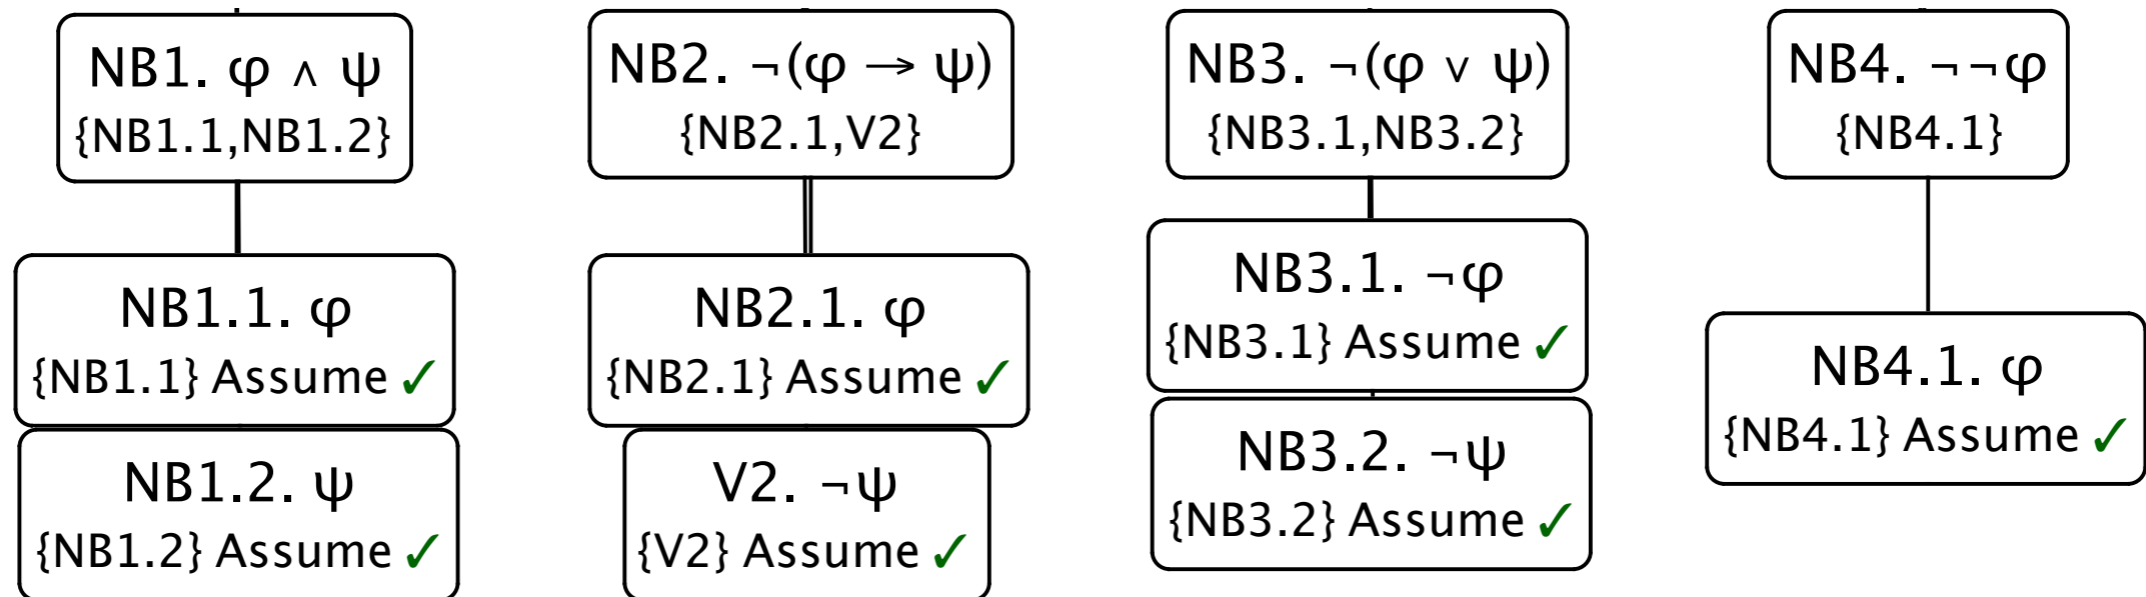 NB1. φ ∧ ψ
{NB1.1,NB1.2}
NB1.1. φ
{NB1.1} Assume ✓
NB1.2. ψ
{NB1.2} Assume ✓
NB2. ¬(φ → ψ)
{NB2.1,V2}
NB2.1. φ
{NB2.1} Assume ✓
V2. ¬ψ
{V2} Assume ✓
NB3. ¬(φ ∨ ψ)
{NB3.1,NB3.2}
NB3.1. ¬φ
{NB3.1} Assume ✓
NB3.2. ¬ψ
{NB3.2} Assume ✓
NB4. ¬¬φ
{NB4.1}
NB4.1. φ
{NB4.1} Assume ✓